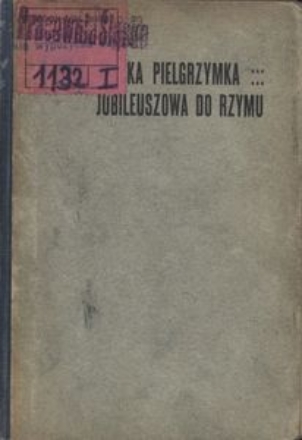 1132 I
KA PIELGRZYMKA :::
JUBILEUSZOWA DO RZYMU